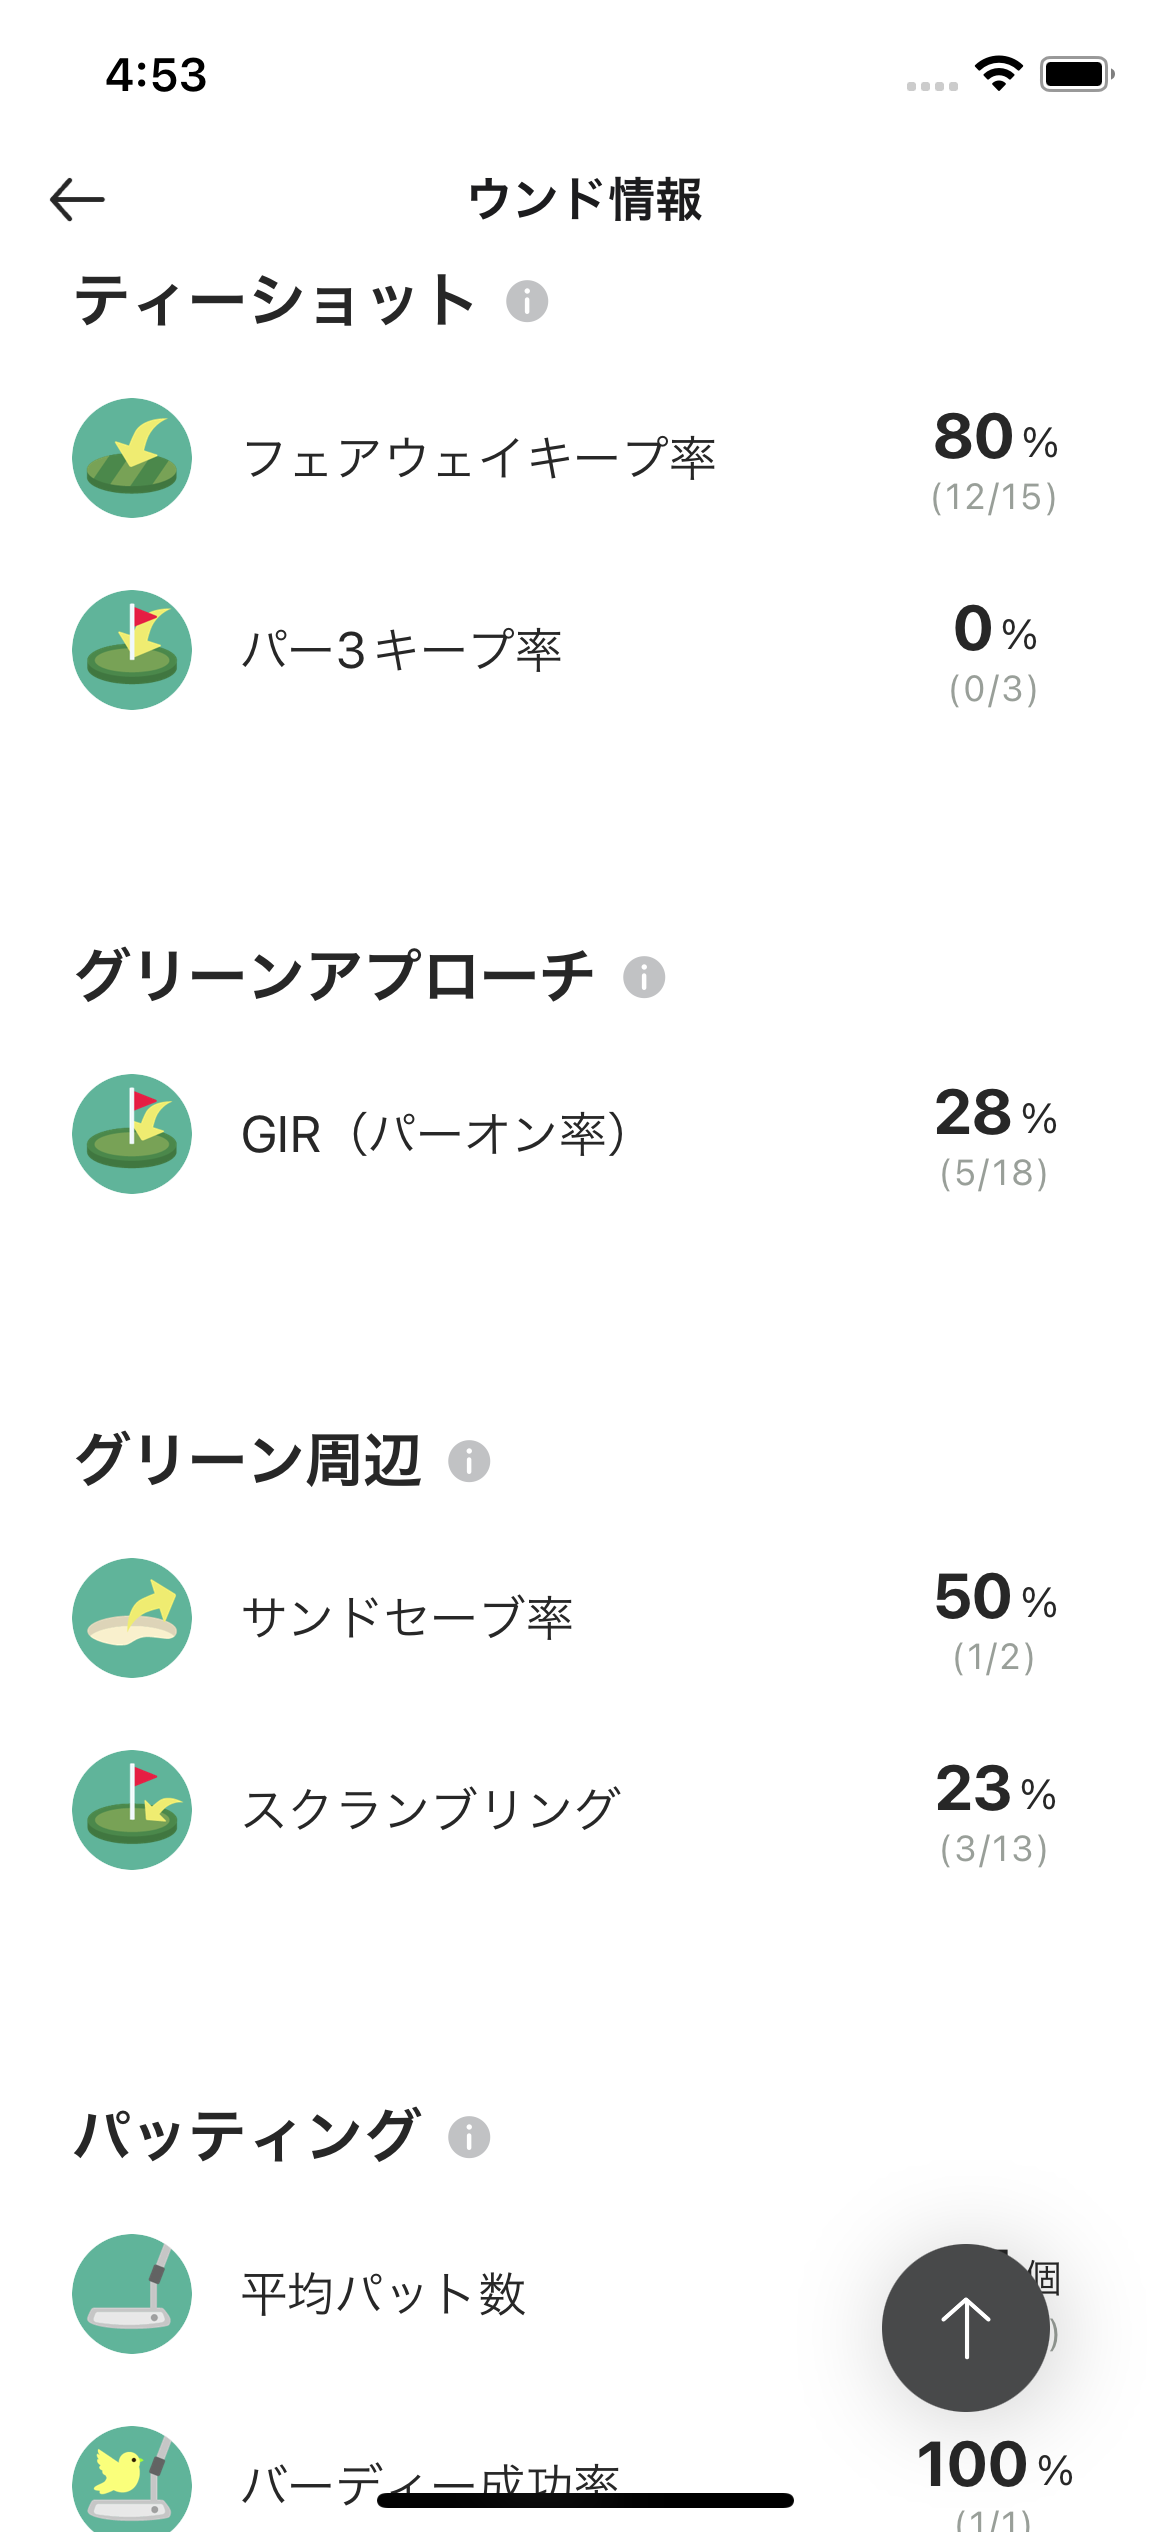 4:53
ウンド情報
ティーショット
フェアウェイキープ率
80 %
(12/15)
パー3キープ率
0 %
(0/3)
グリーンアプローチ
GIR（パーオン率）
28 %
(5/18)
グリーン周辺
サンドセーブ率
50 %
(1/2)
スクランブリング
23 %
(3/13)
パッティング
平均パット数
個
)
バーディー成功率
100 %
(1/1)